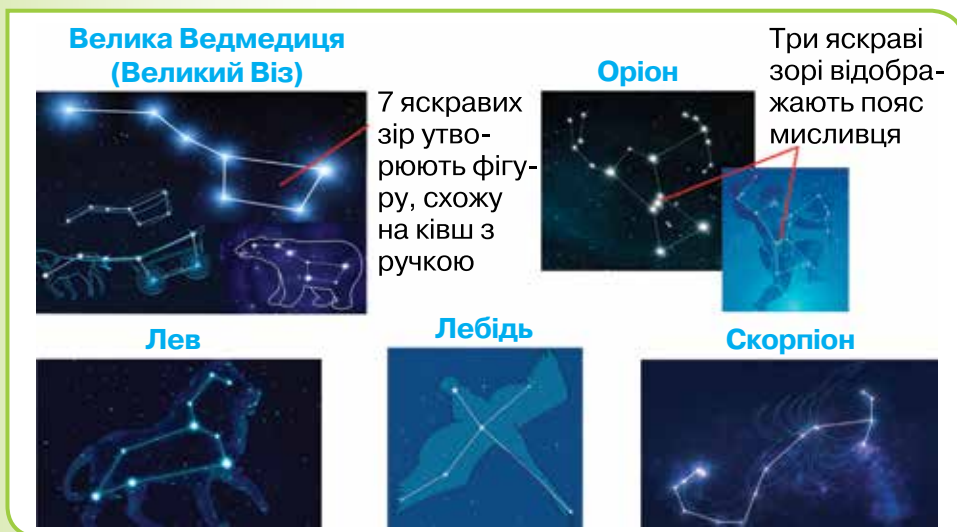 Велика Ведмедиця
(Великий Віз)
7 яскравих
зір утво-
рюють фігу-
ру, схожу
на ківш з
ручкою
Оріон
Три яскраві
зорі відобра-
жають пояс
мисливця
Лев
Лебідь
Скорпіон